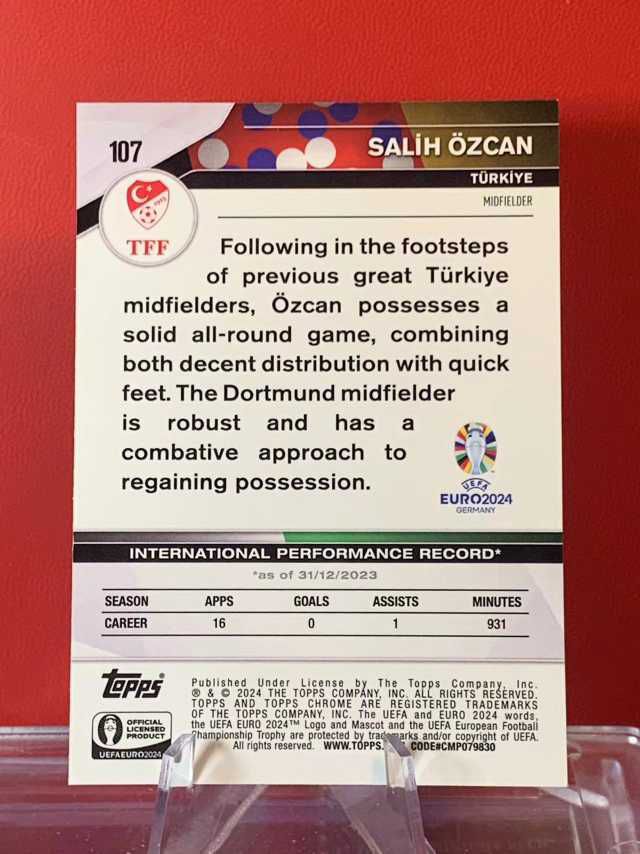 107
SALİH ÖZCAN
TÜRKİYE
MIDFIELDER
1923
TFF
Following in the footsteps
of previous great Türkiye
midfielders, Özcan possesses a
solid all-round game, combining
both decent distribution with quick
feet. The Dortmund midfielder
is robust and has a
combative approach to
regaining possession.
UEFA
EURO2024
GERMANY
INTERNATIONAL PERFORMANCE RECORD*
*as of 31/12/2023
SEASON APPS GOALS ASSISTS MINUTES
CAREER 16 0 1 931
Topps
OFFICIAL
LICENSED
PRODUCT
UEFAEURO2024
Published Under License by The Topps Company, Inc.
® & © 2024 THE TOPPS COMPANY, INC. ALL RIGHTS RESERVED.
TOPPS AND TOPPS CHROME ARE REGISTERED TRADEMARKS
OF THE TOPPS COMPANY, INC. The UEFA and EURO 2024 words,
the UEFA EURO 2024™ Logo and Mascot and the UEFA European Football
Championship Trophy are protected by trademarks and/or copyright of UEFA.
All rights reserved. WWW.TOPPS. CODE#CMP079830